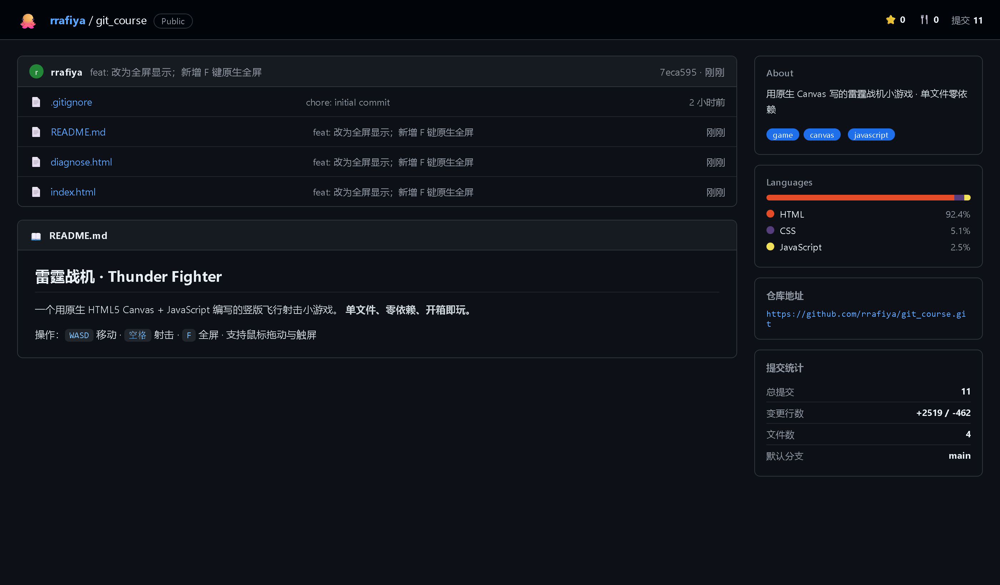 rrafiya / git_course Public
0 0 提交 11
r rrafiya feat: 改为全屏显示；新增 F 键原生全屏 7eca595 · 刚刚
.gitignore chore: initial commit 2 小时前
README.md feat: 改为全屏显示；新增 F 键原生全屏 刚刚
diagnose.html feat: 改为全屏显示；新增 F 键原生全屏 刚刚
index.html feat: 改为全屏显示；新增 F 键原生全屏 刚刚
README.md
雷霆战机 · Thunder Fighter
一个用原生 HTML5 Canvas + JavaScript 编写的竖版飞行射击小游戏。 单文件、零依赖、开箱即玩。
操作： WASD 移动 · 空格 射击 · F 全屏 · 支持鼠标拖动与触屏
About
用原生 Canvas 写的雷霆战机小游戏 · 单文件零依
赖
game canvas javascript
Languages
HTML 92.4%
CSS 5.1%
JavaScript 2.5%
仓库地址
https://github.com/rrafiya/git_course.gi
t
提交统计
总提交 11
变更行数 +2519 / -462
文件数 4
默认分支 main